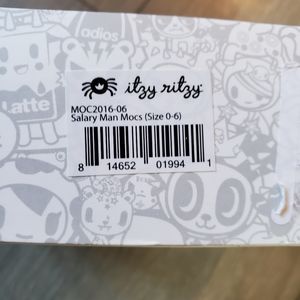 adios
Latte
itzy ritzy
MOC2016-06
Salary Man Mocs (Size 0-6)
8 14652 01994 1